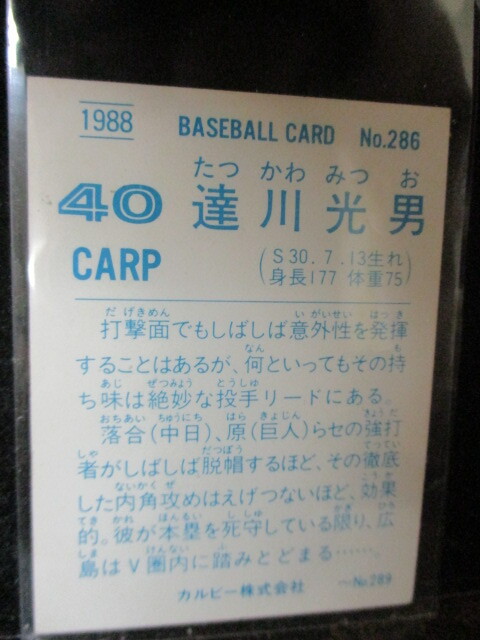 1988 BASEBALL CARD No.286
たつ かわ みつ お
40 達川光男
CARP (S30.7.13生れ
身長177 体重75)
だげきめん いがいせい はっき
打撃面でもしばしば意外性を発揮
なん も
することはあるが、何といってもその持
あじ ぜつみょう とうしゅ
ち味は絶妙な投手リードにある。
おちあい ちゅうにち はら きょじん きょうだ
落合(中日)、原(巨人)らセの強打
しゃ だつぼう てってい
者がしばしば脱帽するほど、その徹底
ないかくぜ こうか
した内角攻めはえげつないほど、効果
てき かれ ほんるい ししゅ かぎ ひろ
的。彼が本塁を死守している限り、広
しま けんない ふ
島はV圏内に踏みとどまる……。
カルビー株式会社 〜No.289